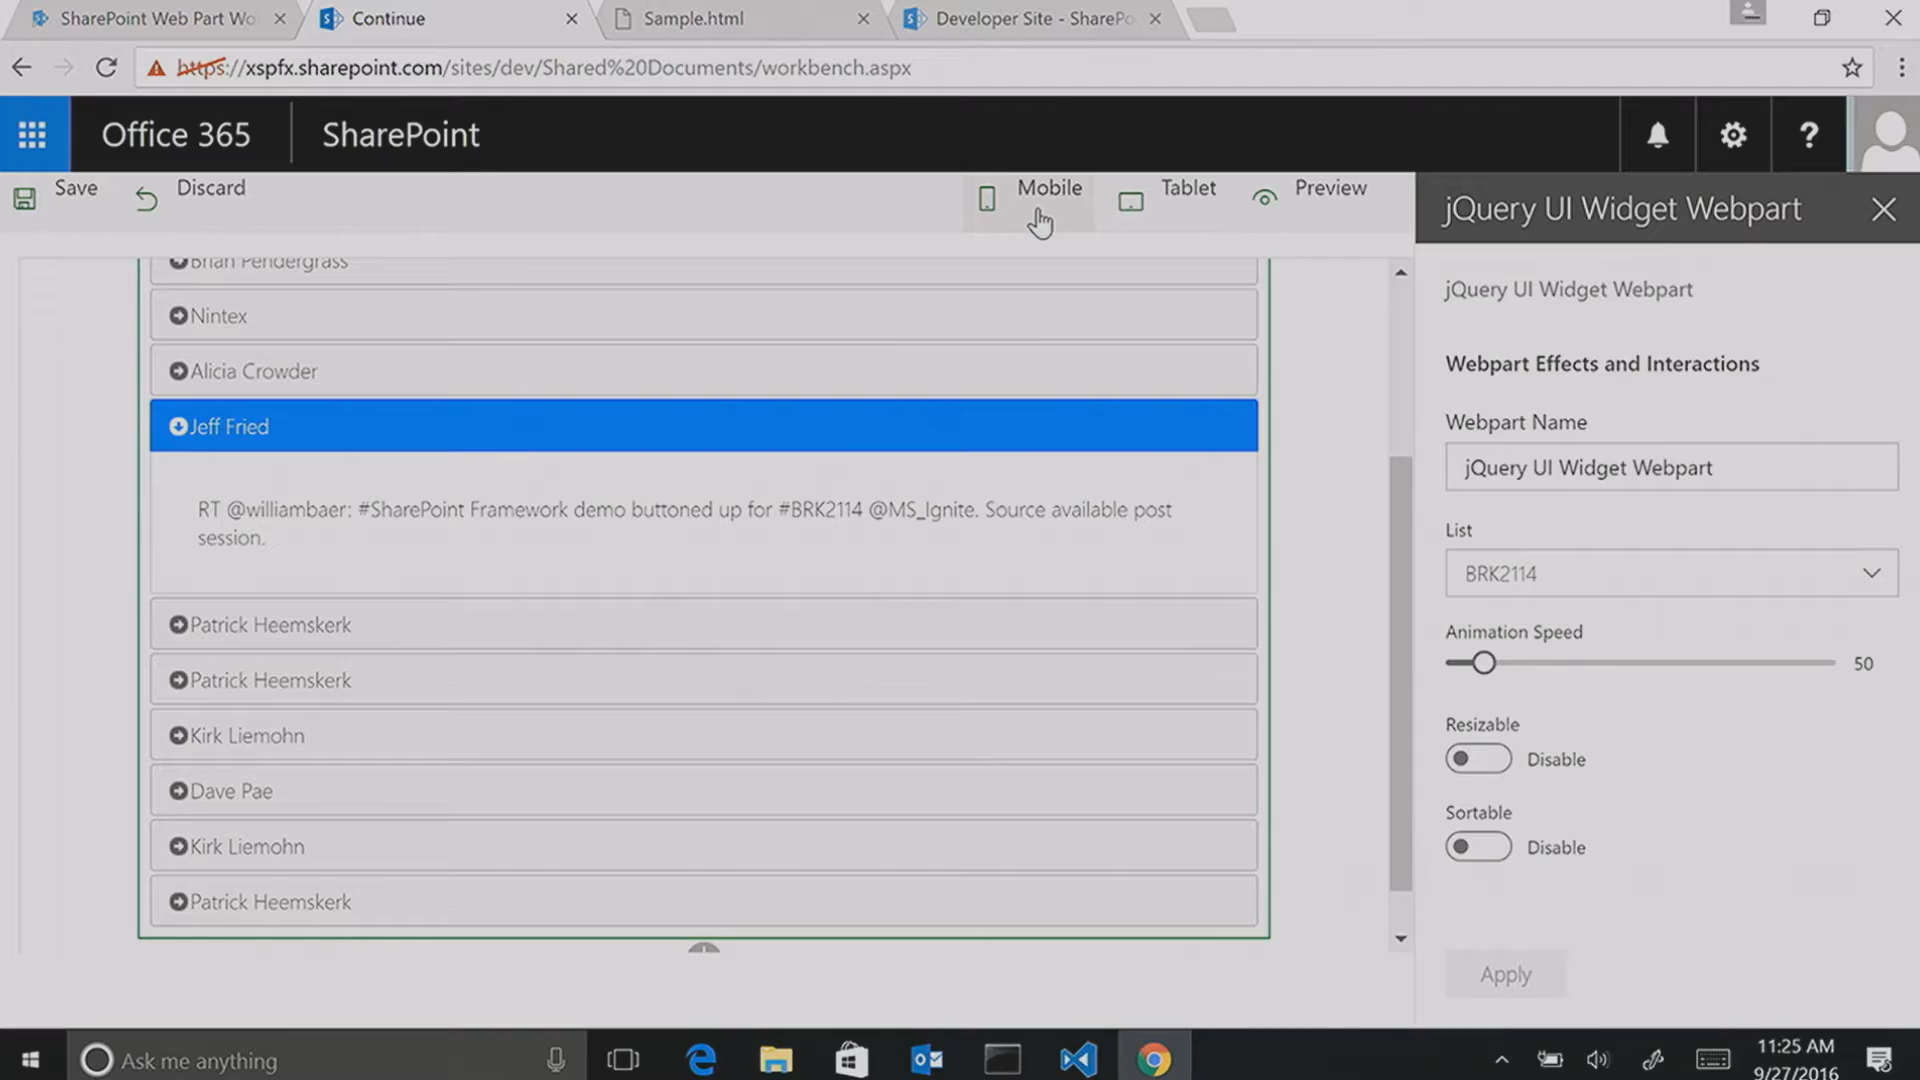 SharePoint Web Part Wo
Continue
Sample.html
Developer Site - SharePo
https://xspfx.sharepoint.com/sites/dev/Shared%20Documents/workbench.aspx
Office 365
SharePoint
Save
Discard
Mobile
Tablet
Preview
jQuery UI Widget Webpart
Brian Pendergrass
Nintex
Alicia Crowder
Jeff Fried
RT @williambaer: #SharePoint Framework demo buttoned up for #BRK2114 @MS_Ignite. Source available post
session.
Patrick Heemskerk
Patrick Heemskerk
Kirk Liemohn
Dave Pae
Kirk Liemohn
Patrick Heemskerk
jQuery UI Widget Webpart
Webpart Effects and Interactions
Webpart Name
jQuery UI Widget Webpart
List
BRK2114
Animation Speed
50
Resizable
Disable
Sortable
Disable
Apply
Ask me anything
11:25 AM
9/27/2016